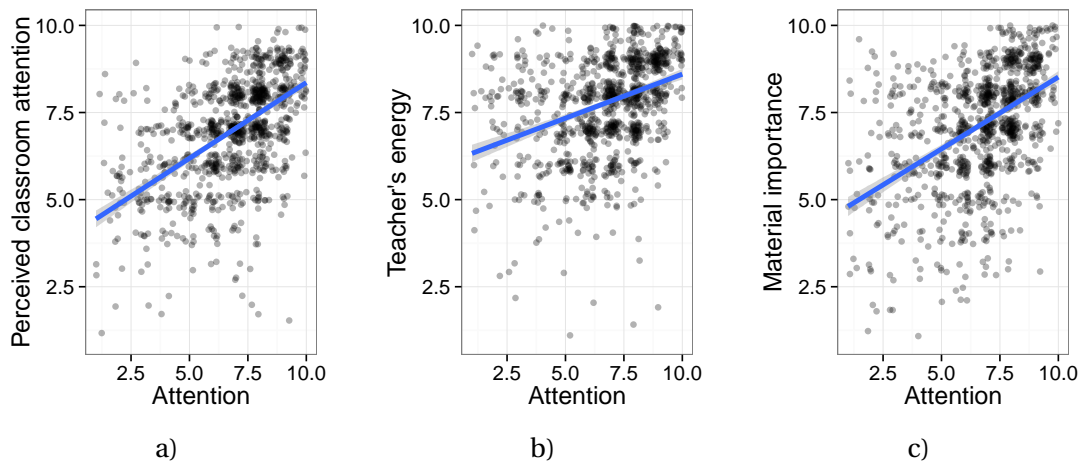 Perceived classroom attention
10.0
7.5
5.0
2.5
2.5 5.0 7.5 10.0
Attention
a)
Teacher's energy
10.0
7.5
5.0
2.5
2.5 5.0 7.5 10.0
Attention
b)
Material importance
10.0
7.5
5.0
2.5
2.5 5.0 7.5 10.0
Attention
c)